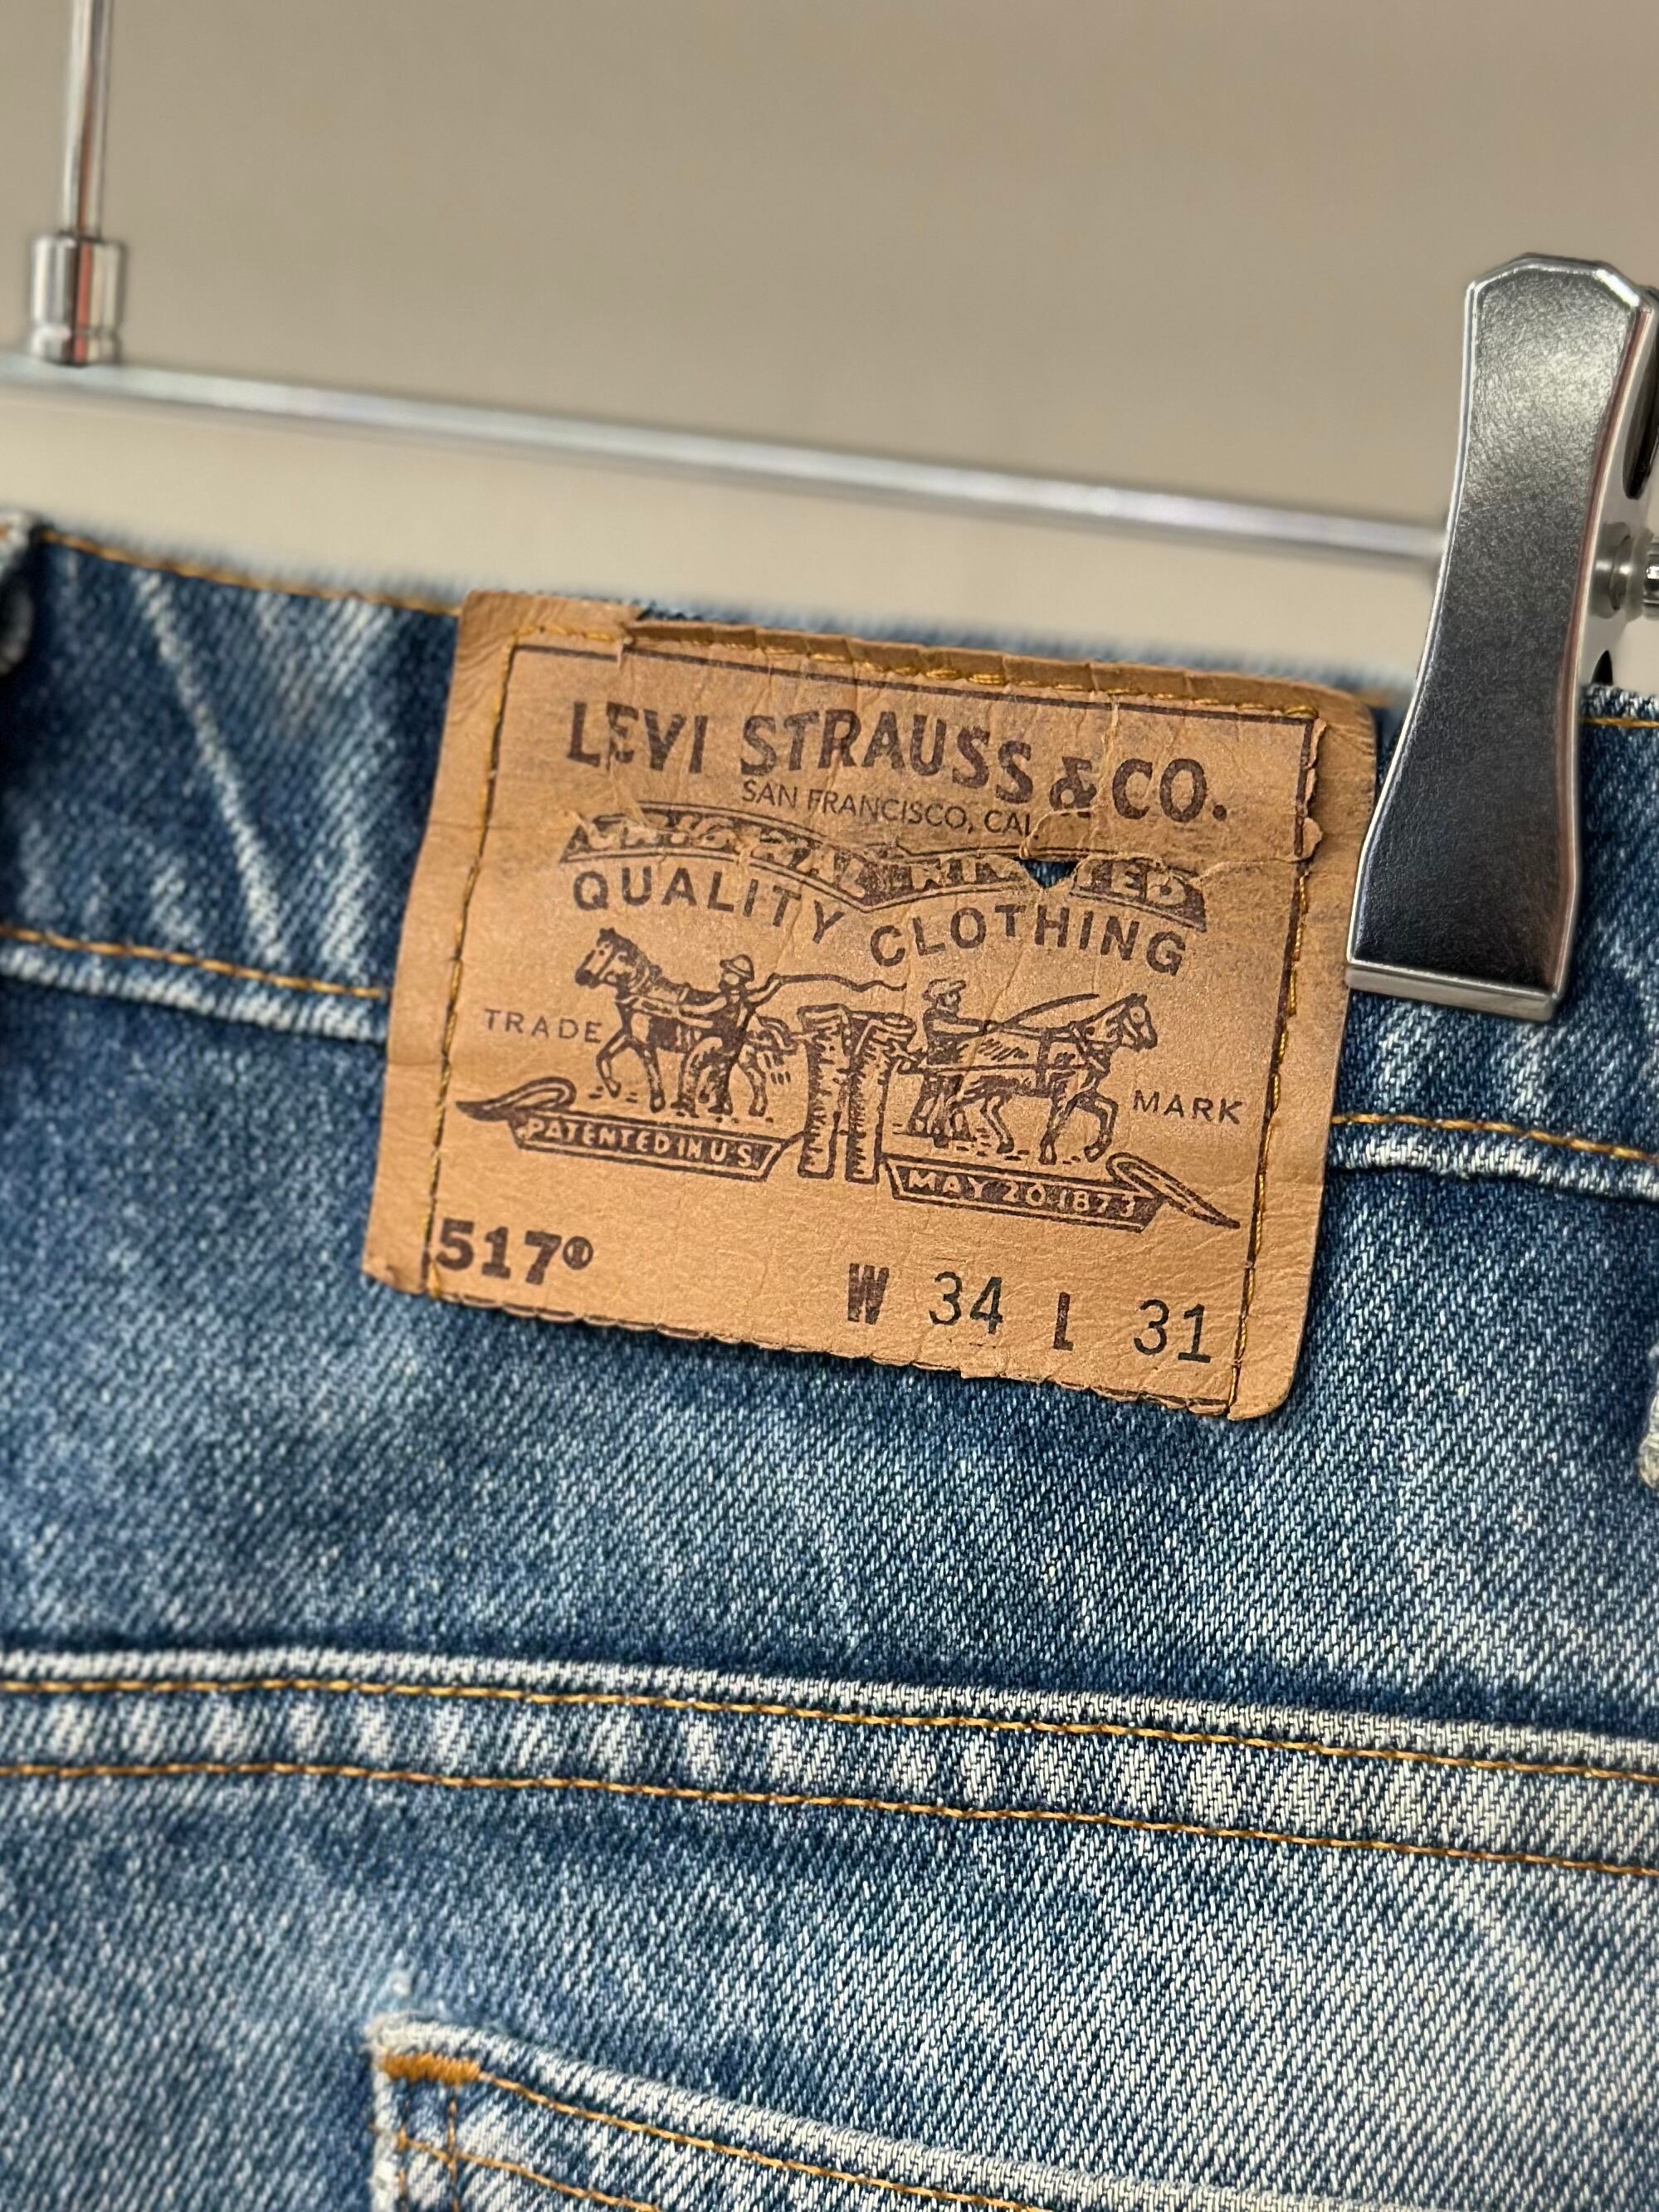 LEVI STRAUSS & CO.
SAN FRANCISCO, CAL.
QUALITY CLOTHING
TRADE MARK
PATENTED IN U.S.
MAY 20 1873
517®
W 34 L 31